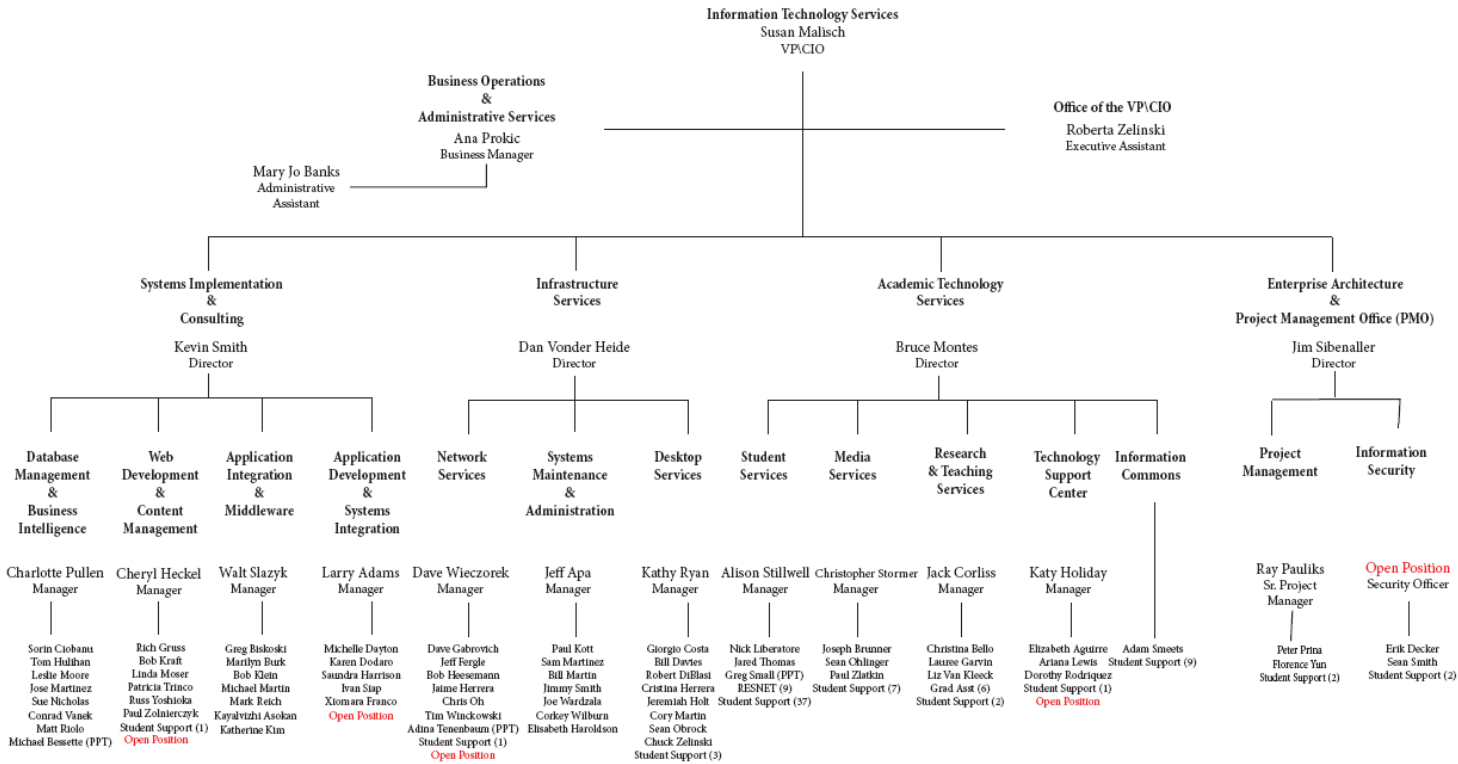 Information Technology Services
Susan Malisch
VP\CIO
Business Operations
&
Administrative Services
Ana Prokic
Business Manager
Mary Jo Banks
Administrative
Assistant
Office of the VP\CIO
Roberta Zelinski
Executive Assistant
Systems Implementation
&
Consulting
Kevin Smith
Director
Infrastructure
Services
Dan Vonder Heide
Director
Academic Technology
Services
Bruce Montes
Director
Enterprise Architecture
&
Project Management Office (PMO)
Jim Sibenaller
Director
Database
Management
&
Business
Intelligence
Charlotte Pullen
Manager
Sorin Ciobanu
Tom Hulihan
Leslie Moore
Jose Martinez
Sue Nicholas
Conrad Vanek
Matt Riolo
Michael Bessette (PPT)
Web
Development
&
Content
Management
Cheryl Heckel
Manager
Rich Gruss
Bob Kraft
Linda Moser
Patricia Trinco
Russ Yoshioka
Paul Zolnierczyk
Student Support (1)
Open Position
Application
Integration
&
Middleware
Walt Slazyk
Manager
Greg Biskoski
Marilyn Burk
Bob Klein
Michael Martin
Mark Reich
Kayalvizhi Asokan
Katherine Kim
Application
Development
&
Systems
Integration
Larry Adams
Manager
Michelle Dayton
Karen Dodaro
Saundra Harrison
Ivan Siap
Xiomara Franco
Open Position
Network
Services
Dave Wieczorek
Manager
Dave Gabrovich
Jeff Fergle
Bob Heesemann
Jaime Herrera
Chris Oh
Tim Winckowski
Adina Tenenbaum (PPT)
Student Support (1)
Open Position
Systems
Maintenance
&
Administration
Jeff Apa
Manager
Paul Kott
Sam Martinez
Bill Martin
Jimmy Smith
Joe Wardzala
Corkey Wilburn
Elisabeth Haroldson
Desktop
Services
Kathy Ryan
Manager
Giorgio Costa
Bill Davies
Robert DiBlasi
Cristina Herrera
Jeremiah Holt
Cory Martin
Sean Obrock
Chuck Zelinski
Student Support (3)
Student
Services
Alison Stillwell
Manager
Nick Liberatore
Jared Thomas
Greg Small (PPT)
RESNET (9)
Student Support (37)
Media
Services
Christopher Stormer
Manager
Joseph Brunner
Sean Ohlinger
Paul Zlatkin
Student Support (7)
Research
& Teaching
Services
Jack Corliss
Manager
Christina Bello
Lauree Garvin
Liz Van Kleeck
Grad Asst (6)
Student Support (2)
Technology
Support
Center
Katy Holiday
Manager
Elizabeth Aguirre
Ariana Lewis
Dorothy Rodriquez
Student Support (1)
Open Position
Information
Commons
Adam Smeets
Student Support (9)
Project
Management
Ray Pauliks
Sr. Project
Manager
Peter Prina
Florence Yun
Student Support (2)
Information
Security
Open Position
Security Officer
Erik Decker
Sean Smith
Student Support (2)